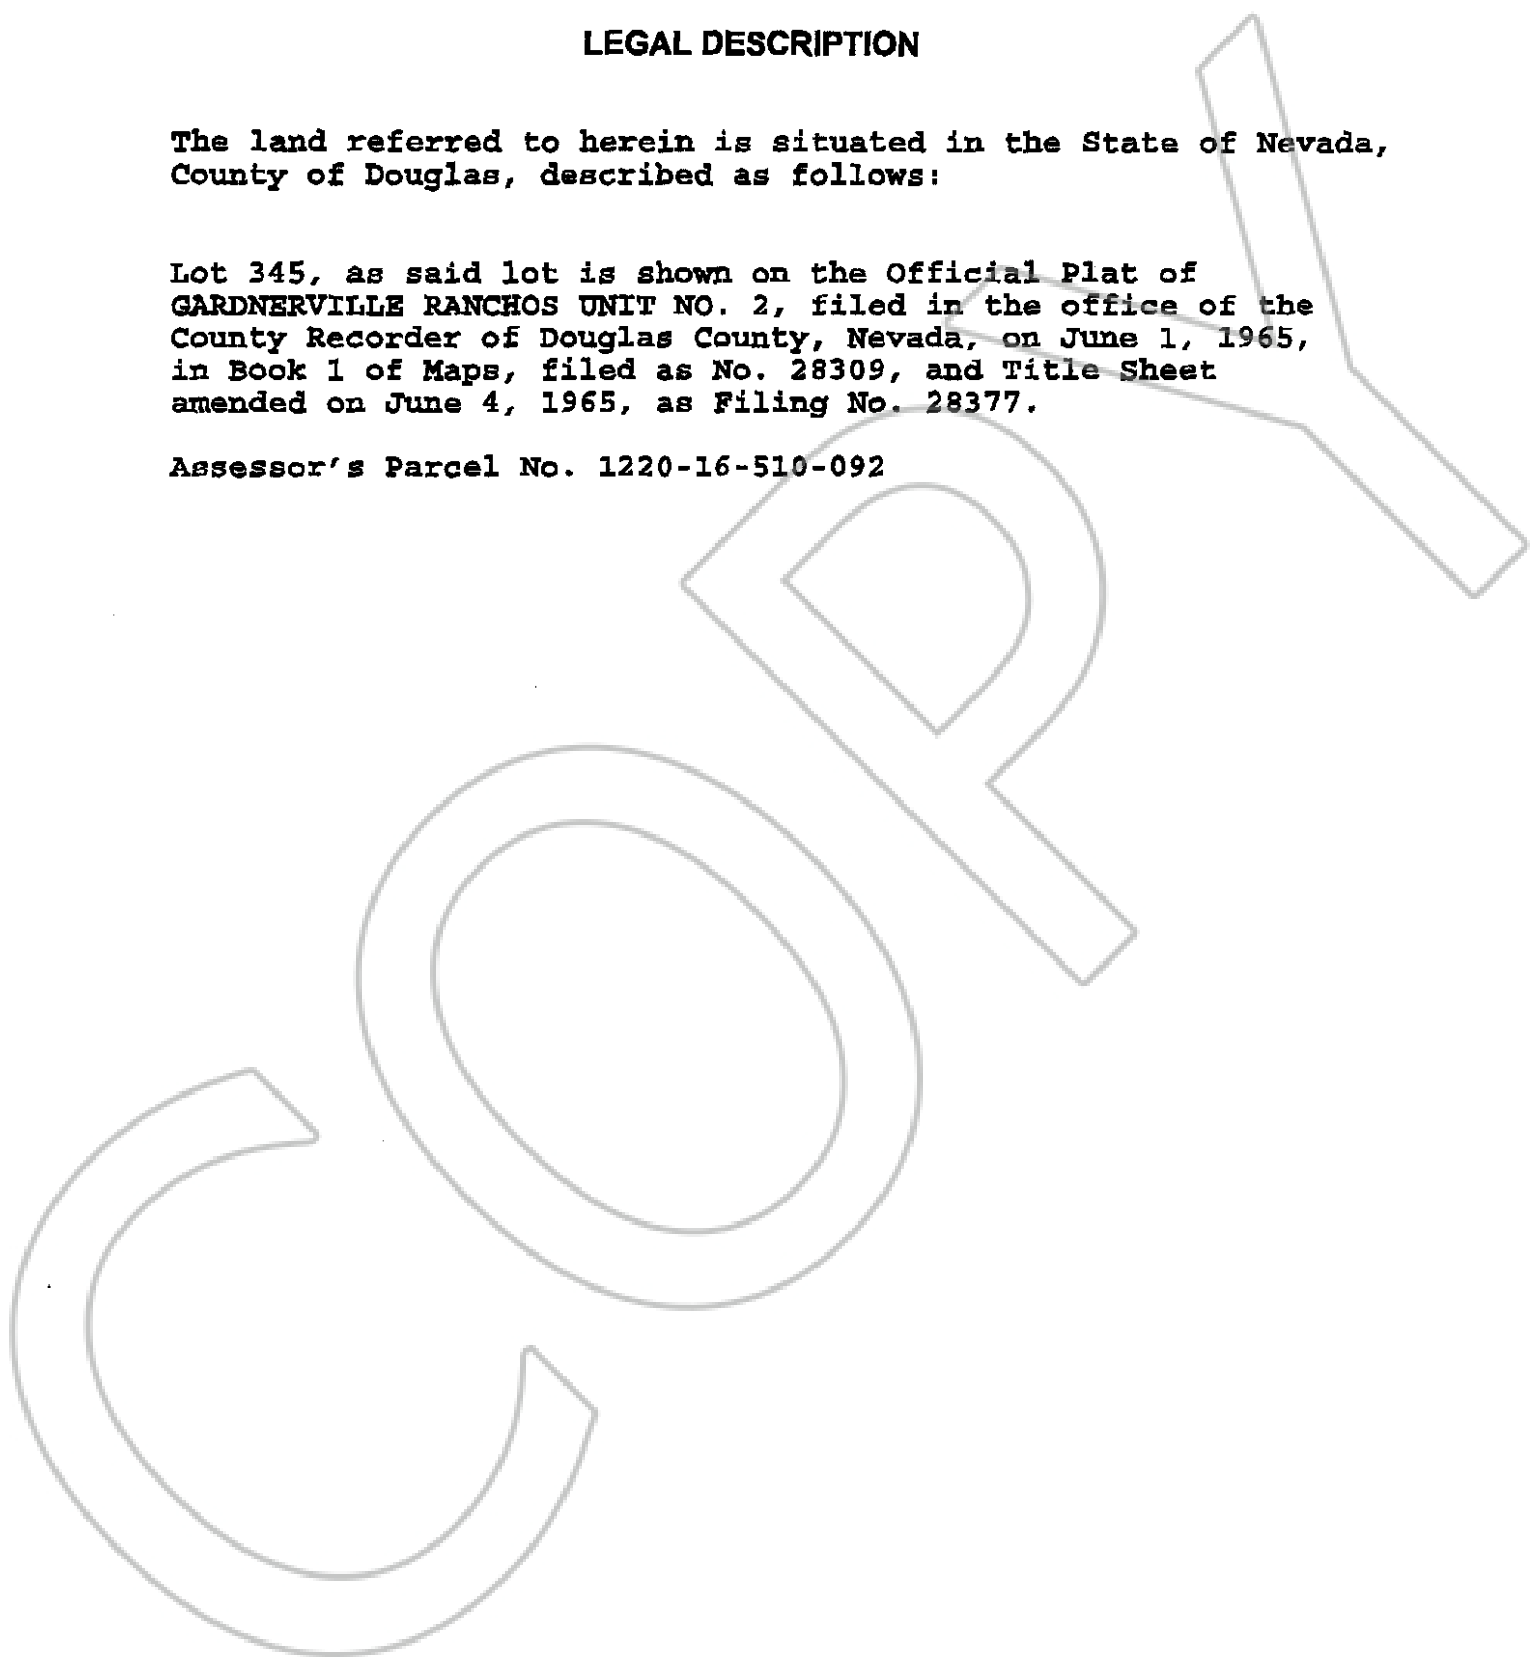 LEGAL DESCRIPTION
The land referred to herein is situated in the State of Nevada,
County of Douglas, described as follows:
Lot 345, as said lot is shown on the Official Plat of
GARDNERVILLE RANCHOS UNIT NO. 2, filed in the office of the
County Recorder of Douglas County, Nevada, on June 1, 1965,
in Book 1 of Maps, filed as No. 28309, and Title Sheet
amended on June 4, 1965, as Filing No. 28377.
Assessor's Parcel No. 1220-16-510-092
COPY